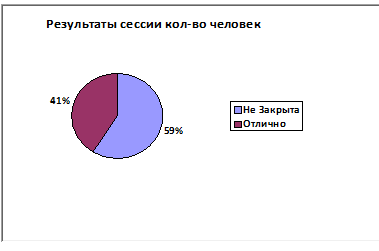 Результаты сессии кол-во человек
41%
59%
Не Закрыта
Отлично